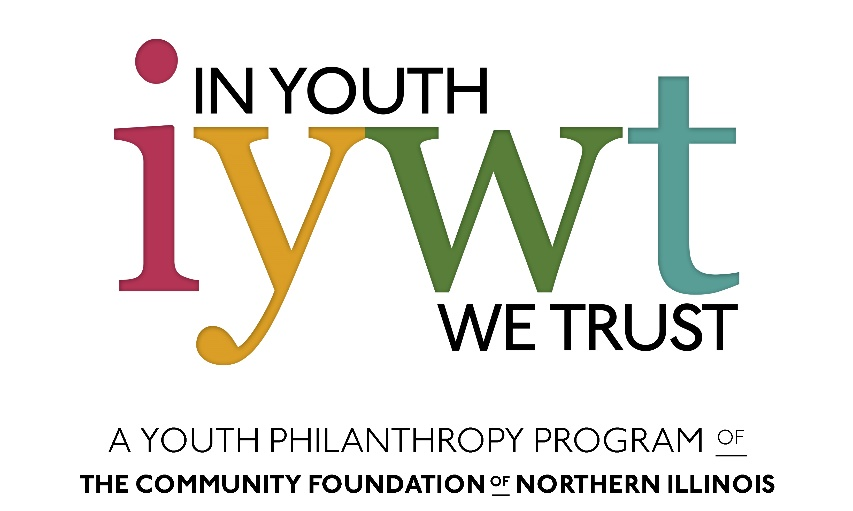 IN YOUTH
iywt
WE TRUST
A YOUTH PHILANTHROPY PROGRAM OF
THE COMMUNITY FOUNDATION OF NORTHERN ILLINOIS